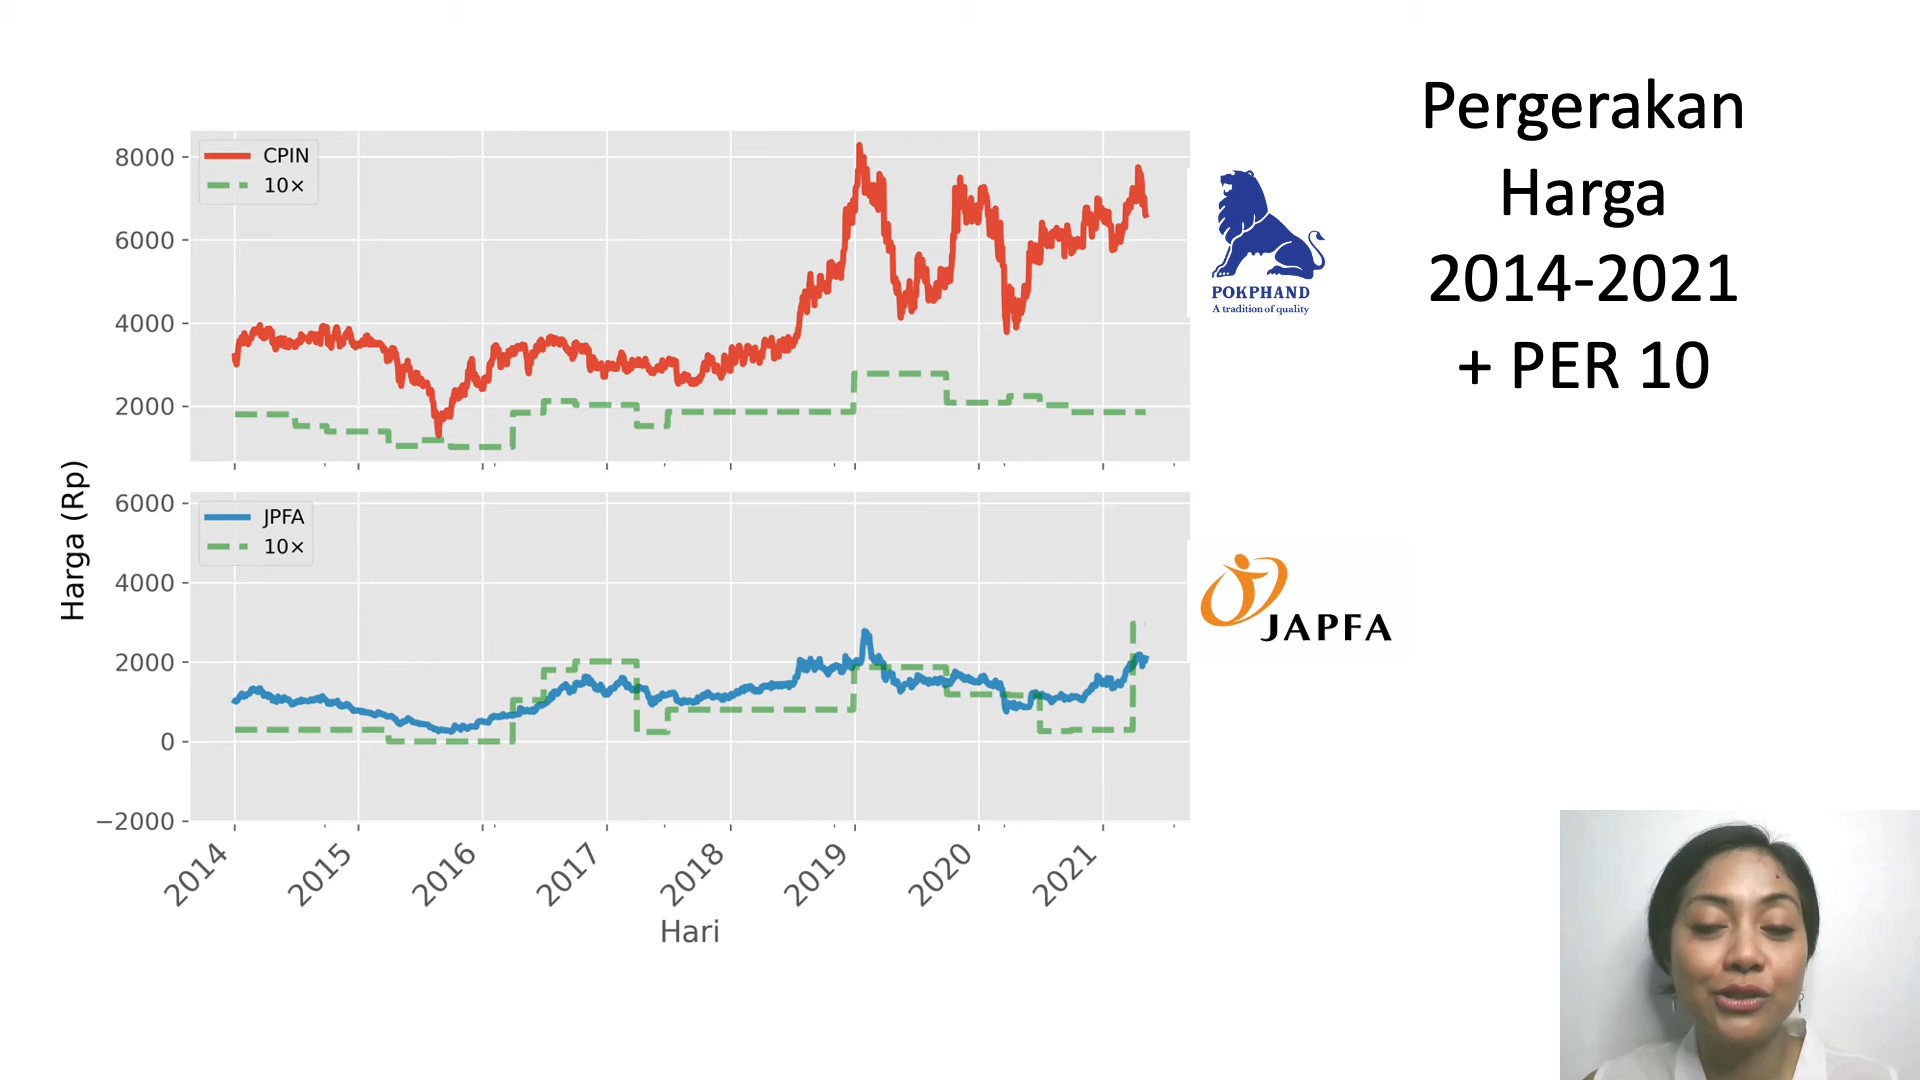 Pergerakan
Harga
2014-2021
+ PER 10
8000
6000
4000
2000
CPIN
10×
POKPHAND
A tradition of quality
Harga (Rp)
6000
4000
2000
0
−2000
JPFA
10×
JAPFA
2014
2015
2016
2017
2018
2019
2020
2021
Hari